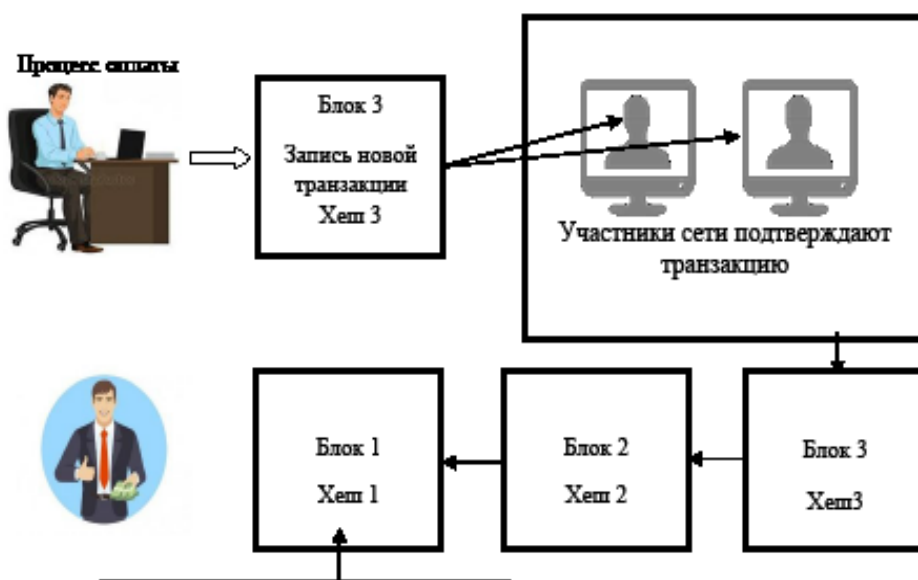 Процесс оплаты
Блок 3
Запись новой
транзакции
Хеш 3
Участники сети подтверждают
транзакцию
Блок 1
Хеш 1
Блок 2
Хеш 2
Блок 3
Хеш3